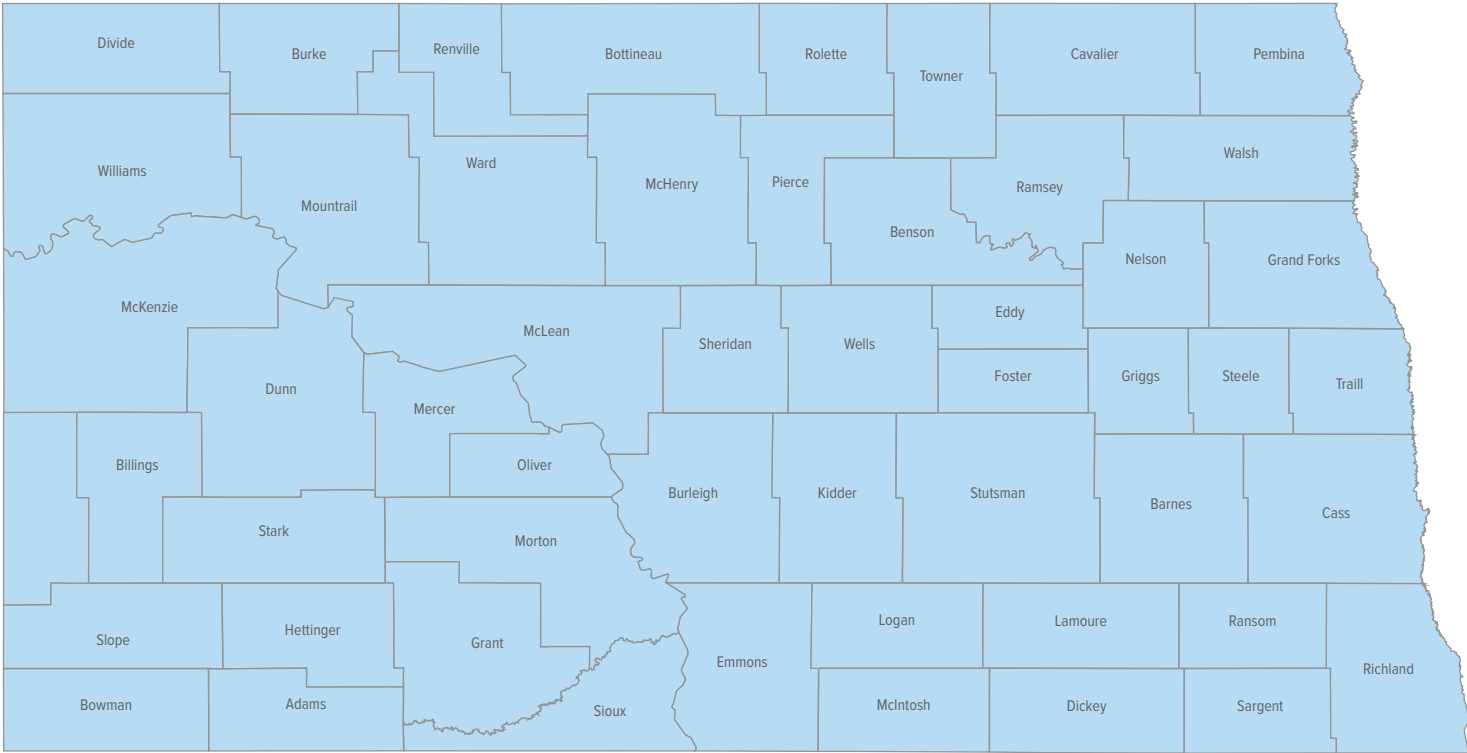 Divide
Burke
Renville
Bottineau
Rolette
Towner
Cavalier
Pembina
Williams
Mountrail
Ward
McHenry
Pierce
Benson
Ramsey
Walsh
Nelson
Grand Forks
McKenzie
McLean
Sheridan
Wells
Eddy
Foster
Griggs
Steele
Traill
Dunn
Mercer
Oliver
Billings
Burleigh
Kidder
Stutsman
Barnes
Cass
Stark
Morton
Slope
Hettinger
Grant
Emmons
Logan
Lamoure
Ransom
Richland
Bowman
Adams
Sioux
McIntosh
Dickey
Sargent